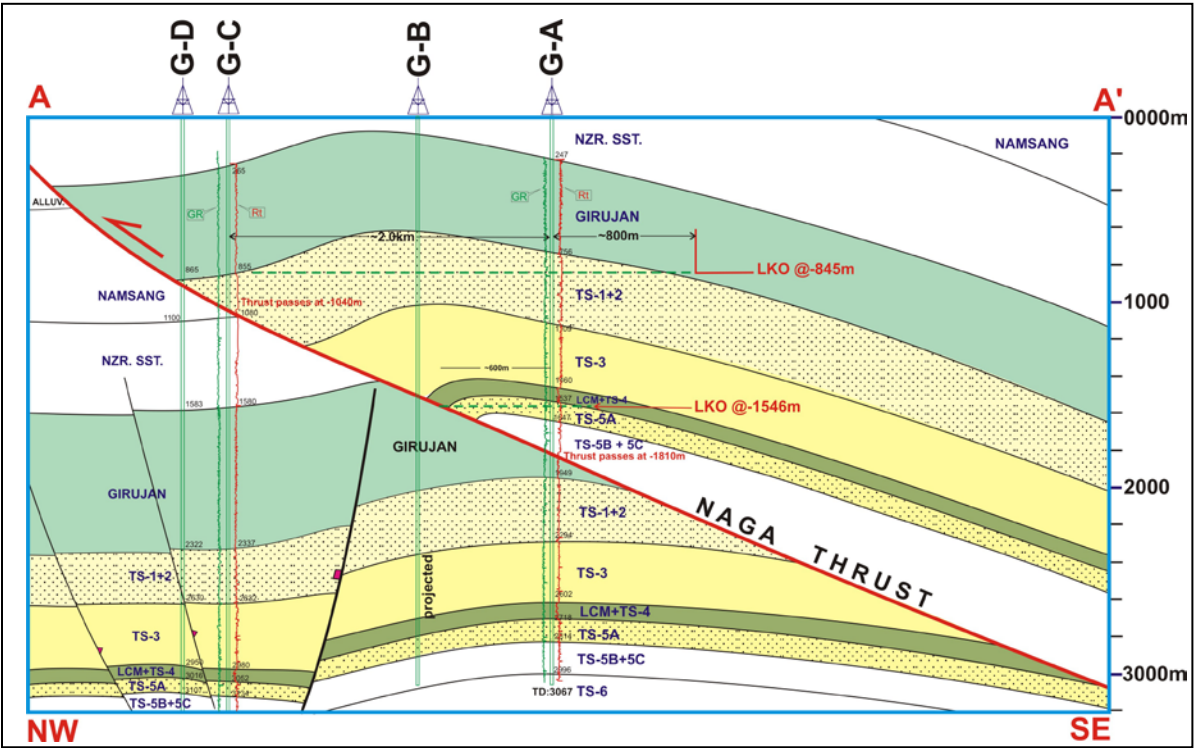 G-D
G-C
G-B
G-A
A
A'
0000m
NZR. SST.
NAMSANG
247
265
GR
Rt
GR
Rt
ALLUV.
GIRUJAN
~2.0km
~800m
756
865
855
LKO @-845m
NAMSANG
Thrust passes at -1040m
TS-1+2
1000
1100
1080
NZR. SST.
TS-3
~600m
1583
1580
LCM+TS-4
LKO @-1546m
TS-5A
GIRUJAN
TS-5B + 5C
Thrust passes at -1810m
1949
2000
GIRUJAN
TS-1+2
NAGA THRUST
2294
2322
2337
projected
TS-1+2
TS-3
2602
LCM+TS-4
TS-3
TS-5A
TS-5B+5C
LCM+TS-4
3000m
TS-5A
TD:3067
TS-6
TS-5B+5C
NW
SE